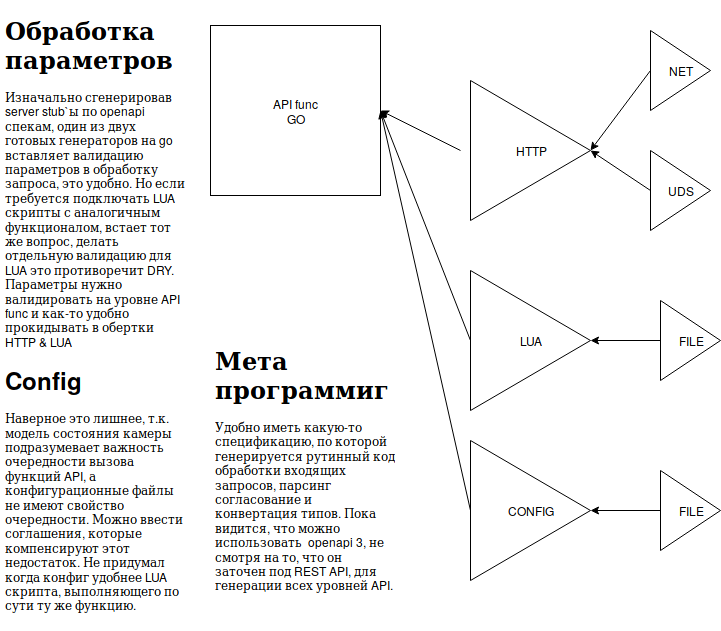 Обработка
параметров
Изначально сгенерировав
server stub`ы по openapi
спекам, один из двух
готовых генераторов на go
вставляет валидацию
параметров в обработку
запроса, это удобно. Но если
требуется подключать LUA
скрипты с аналогичным
функционалом, встает тот
же вопрос, делать
отдельную валидацию для
LUA это противоречит DRY.
Параметры нужно
валидировать на уровне API
func и как-то удобно
прокидывать в обертки
HTTP & LUA
Config
Наверное это лишнее, т.к.
модель состояния камеры
подразумевает важность
очередности вызова
функций API, а
конфигурационные файлы
не имеют свойство
очередности. Можно ввести
соглашения, которые
компенсируют этот
недостаток. Не придумал
когда конфиг удобнее LUA
скрипта, выполняющего по
сути ту же функцию.
API func
GO
Мета
программиг
Удобно иметь какую-то
спецификацию, по которой
генерируется рутинный код
обработки входящих
запросов, парсинг
согласование и
конвертация типов. Пока
видится, что можно
использовать openapi 3, не
смотря на то, что он
заточен под REST API, для
генерации всех уровней API.
HTTP
NET
UDS
LUA
FILE
CONFIG
FILE